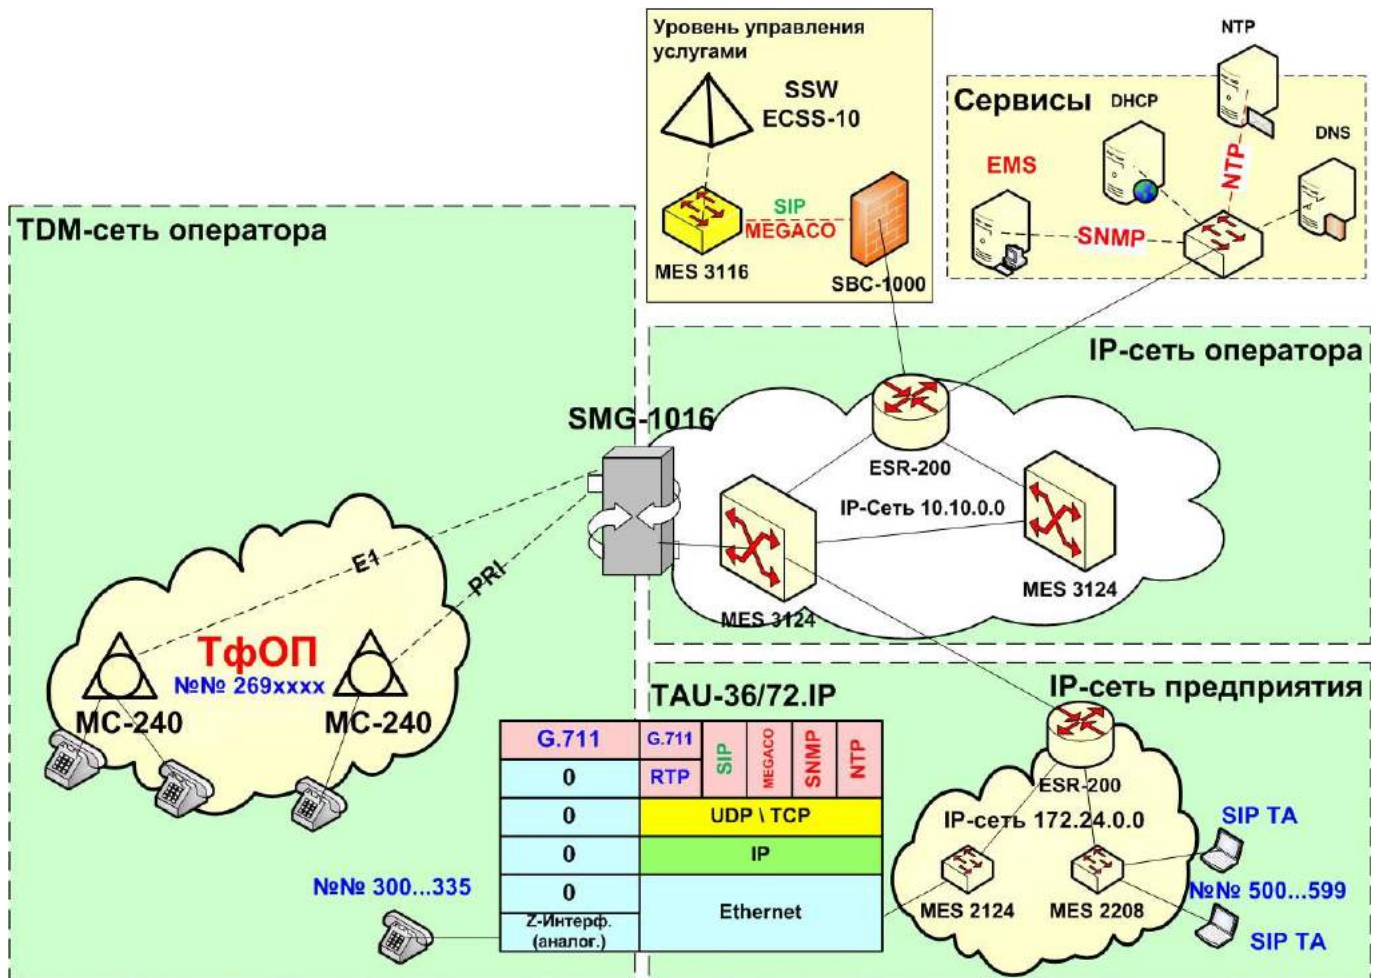 Уровень управления
услугами
SSW
ECSS-10
SIP
MEGACO
MES 3116
SBC-1000
NTP
Сервисы
DHCP
DNS
EMS
NTP
SNMP
TDM-сеть оператора
IP-сеть оператора
SMG-1016
ESR-200
IP-Сеть 10.10.0.0
MES 3124
MES 3124
E1
PRI
ТфОП
№№ 269xxxx
МС-240
МС-240
TAU-36/72.IP
IP-сеть предприятия
G.711
G.711
SIP
MEGACO
SNMP
NTP
0
RTP
0
UDP \ TCP
0
IP
0
Ethernet
Z-Интерф.
(аналог.)
№№ 300...335
ESR-200
IP-сеть 172.24.0.0
MES 2124
MES 2208
SIP TA
№№ 500...599
SIP TA